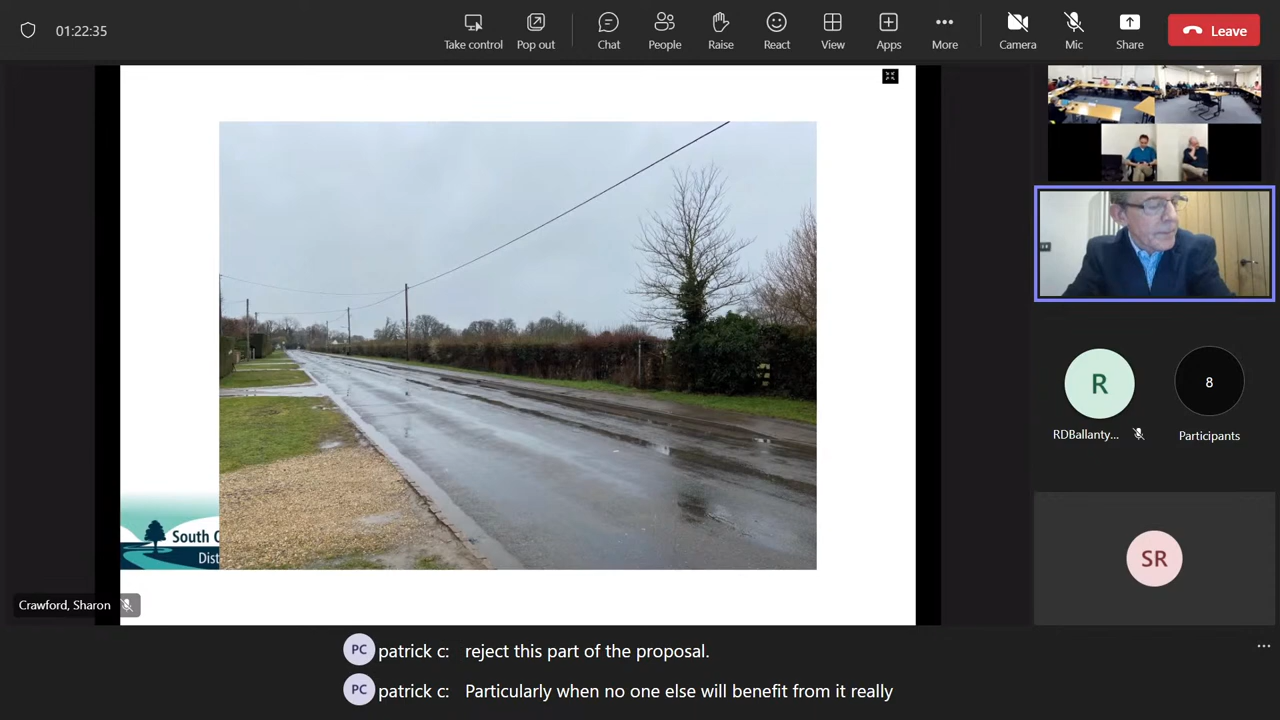 01:22:35
Take control
Pop out
Chat
People
Raise
React
View
Apps
More
Camera
Mic
Share
Leave
South
Dist
R
RDBallanty...
8
Participants
SR
Crawford, Sharon
PC patrick c: reject this part of the proposal.
PC patrick c: Particularly when no one else will benefit from it really